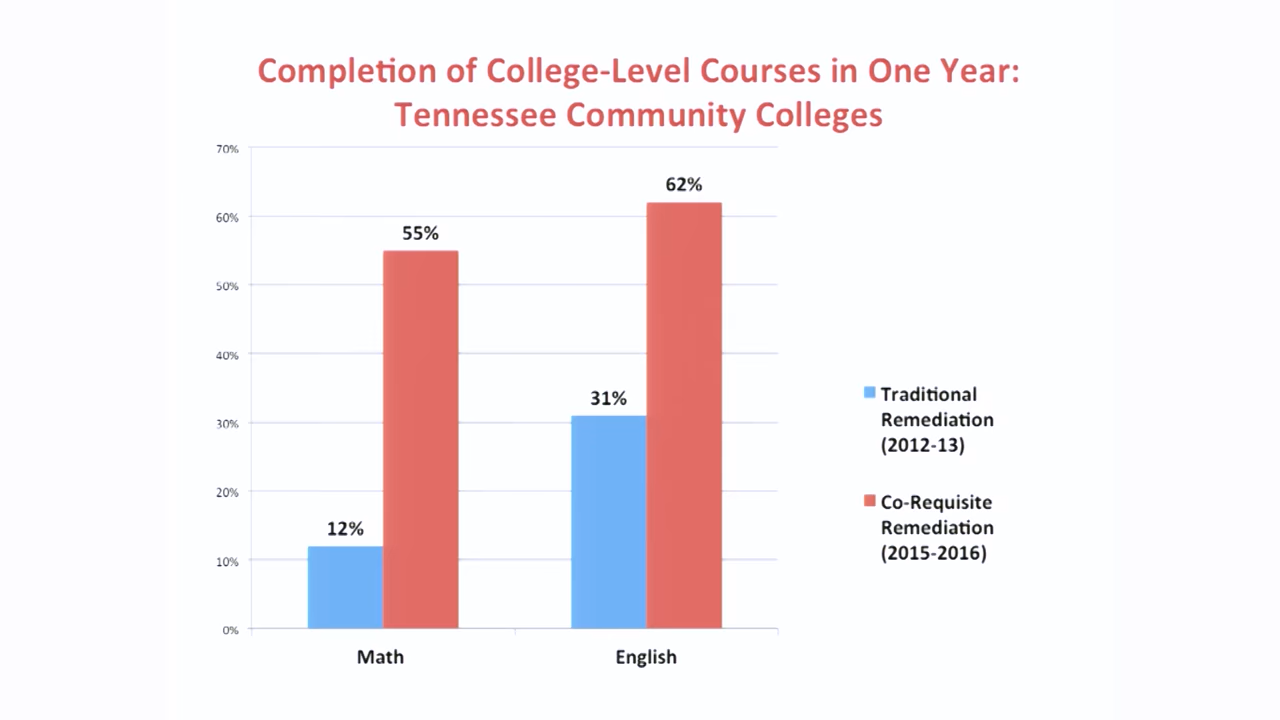 Completion of College-Level Courses in One Year:
Tennessee Community Colleges
70%
60%
50%
40%
30%
20%
10%
0%
12%
55%
31%
62%
Math
English
Traditional
Remediation
(2012-13)
Co-Requisite
Remediation
(2015-2016)